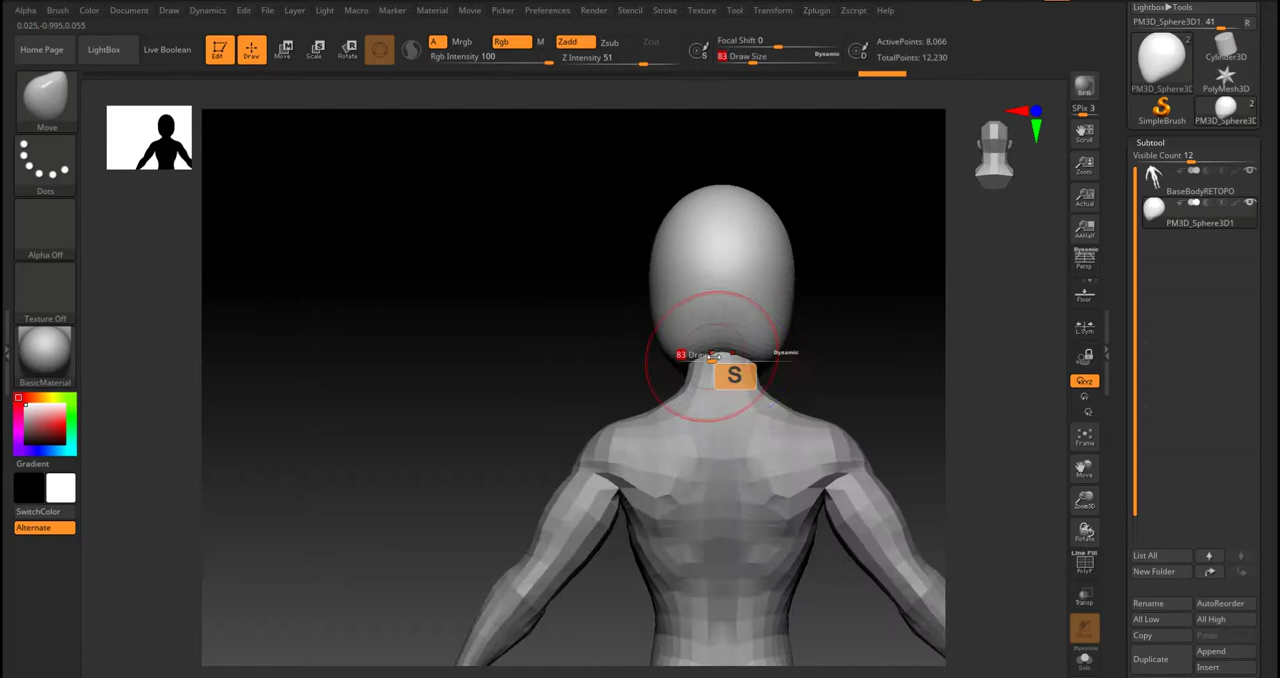 Alpha Brush Color Document Draw Dynamics Edit File Layer Light Macro Marker Material Movie Picker Preferences Render Stencil Stroke Texture Tool Transform Zplugin Zscript Help
0.025,-0.995,0.055
Lightbox▶Tools
PM3D_Sphere3D1. 41
R
Home Page
LightBox
Live Boolean
Edit
Draw
Move
Scale
Rotate
A
Mrgb
Rgb
M
Rgb Intensity 100
Zadd
Zsub
Zcut
Z Intensity 51
S
Focal Shift 0
83 Draw Size
Dynamic
D
ActivePoints: 8,066
TotalPoints: 12,230
2
PM3D_Sphere3D
Cylinder3D
PolyMesh3D
SimpleBrush
2
PM3D_Sphere3D
Subtool
Visible Count 12
BaseBodyRETOPO
PM3D_Sphere3D1
Move
Dots
Alpha Off
Texture Off
BasicMaterial
Gradient
SwitchColor
Alternate
83
Dynamic
S
BPR
SPix 3
Scroll
Zoom
Actual
AAHalf
Dynamic
Persp
Floor
L.Sym
Frame
Move
Zoom3D
Rotate
Line Fill
PolyF
Transp
Dynamic
Solo
List All
New Folder
Rename
AutoReorder
All Low
All High
Copy
Paste
Duplicate
Append
Insert